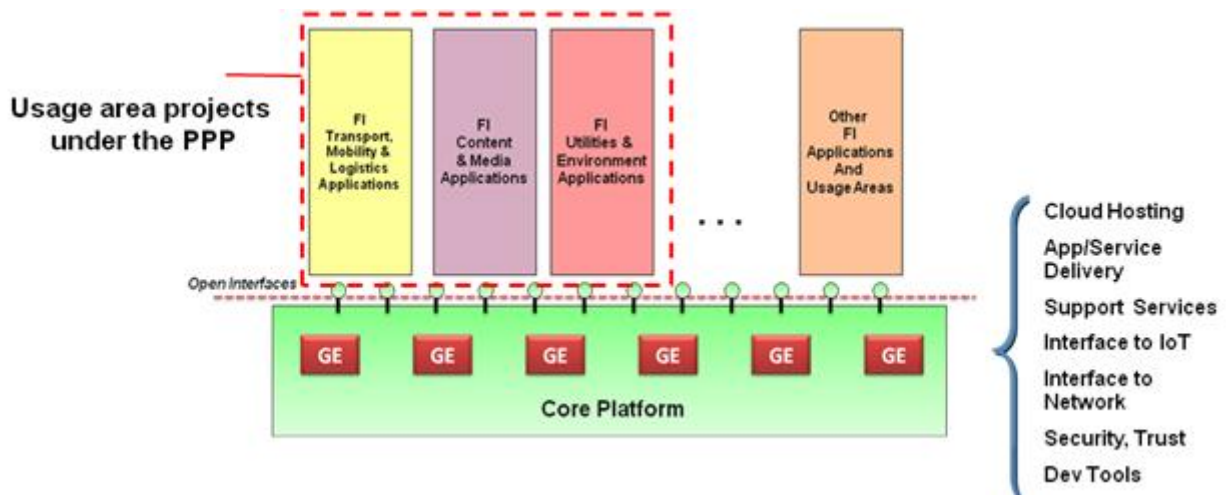 Usage area projects
under the PPP
FI
Transport,
Mobility &
Logistics
Applications
FI
Content
& Media
Applications
FI
Utilities &
Environment
Applications
. . .
Other
FI
Applications
And
Usage Areas
Open Interfaces
GE
GE
GE
GE
GE
GE
Core Platform
Cloud Hosting
App/Service
Delivery
Support Services
Interface to IoT
Interface to
Network
Security, Trust
Dev Tools